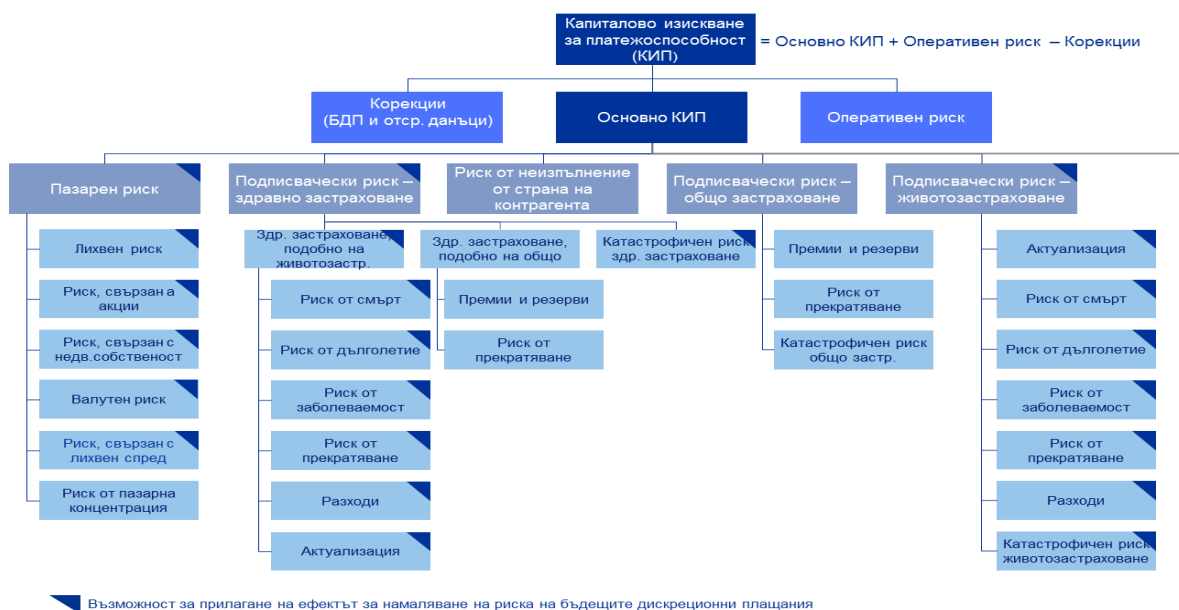 Капиталово изискване
за платежоспособност
(КИП)
= Основно КИП + Оперативен риск – Корекции
Корекции
(БДП и отср. данъци)
Основно КИП
Оперативен риск
Пазарен риск
Подписвачески риск –
здравно застраховане
Риск от неизпълнение
от страна на
контрагента
Подписвачески риск –
общо застраховане
Подписвачески риск –
животозастраховане
Лихвен риск
Риск, свързан а
акции
Риск, свързан с
недв.собственост
Валутен риск
Риск, свързан с
лихвен спред
Риск от пазарна
концентрация
Здр. застраховане,
подобно на
животозастр.
Риск от смърт
Риск от дълголетие
Риск от
заболеваемост
Риск от
прекратяване
Разходи
Актуализация
Здр. застраховане,
подобно на общо
Премии и резерви
Риск от
прекратяване
Катастрофичен риск
здр. застраховане
Премии и резерви
Риск от
прекратяване
Катастрофичен риск
общо застр.
Актуализация
Риск от смърт
Риск от дълголетие
Риск от
заболеваемост
Риск от
прекратяване
Разходи
Катастрофичен риск
животозастраховане
Възможност за прилагане на ефектът за намаляване на риска на бъдещите дискреционни плащания